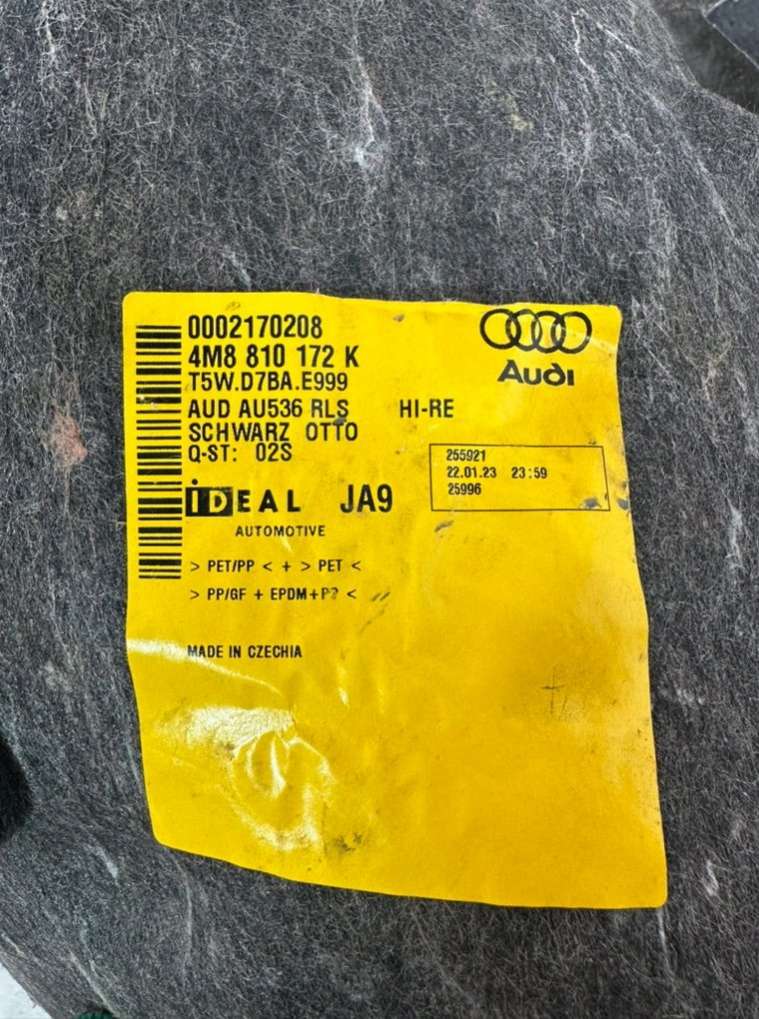 0002170208
4M8 810 172 K
Audi
T5W.D7BA.E999
AUD AU536 RLS HI-RE
SCHWARZ OTTO
Q-ST: 02S
255921
22.01.23 23:59
25996
iDEAL JA9
AUTOMOTIVE
> PET/PP < + > PET <
> PP/GF + EPDM+P? <
MADE IN CZECHIA